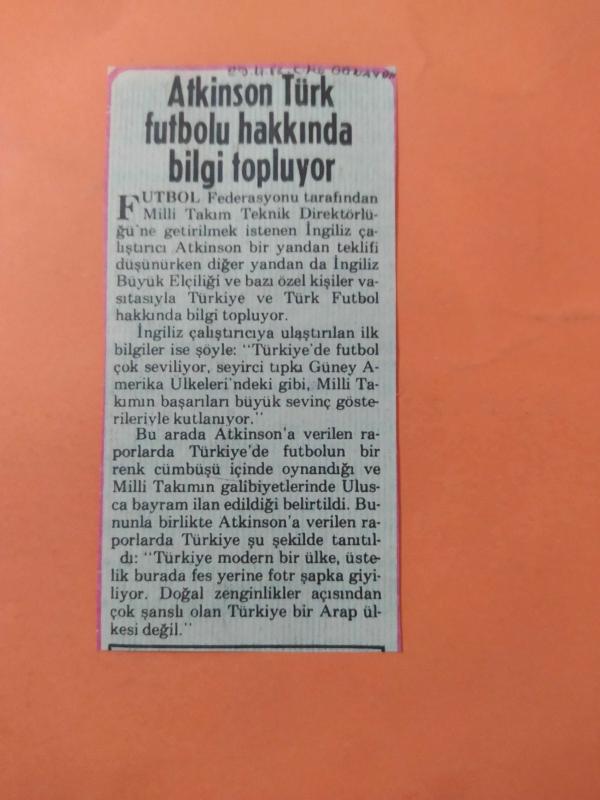 Atkinson Türk
futbolu hakkında
bilgi topluyor
FUTBOL Federasyonu tarafından
Milli Takım Teknik Direktörlü-
ğü'ne getirilmek istenen İngiliz ça-
lıştırıcı Atkinson bir yandan teklifi
düşünürken diğer yandan da İngiliz
Büyük Elçiliği ve bazı özel kişiler va-
sıtasıyla Türkiye ve Türk Futbol
hakkında bilgi topluyor.
İngiliz çalıştırıcıya ulaştırılan ilk
bilgiler ise şöyle: "Türkiye'de futbol
çok seviliyor, seyirci tıpkı Güney A-
merika Ülkeleri'ndeki gibi, Milli Ta-
kımın başarıları büyük sevinç göste-
rileriyle kutlanıyor."
Bu arada Atkinson'a verilen ra-
porlarda Türkiye'de futbolun bir
renk cümbüşü içinde oynandığı ve
Milli Takımın galibiyetlerinde Ulus-
ca bayram ilan edildiği belirtildi. Bu-
nunla birlikte Atkinson'a verilen ra-
porlarda Türkiye şu şekilde tanıtıl-
dı: "Türkiye modern bir ülke, üste-
lik burada fes yerine fotr şapka giyi-
liyor. Doğal zenginlikler açısından
çok şanslı olan Türkiye bir Arap ül-
kesi değil."